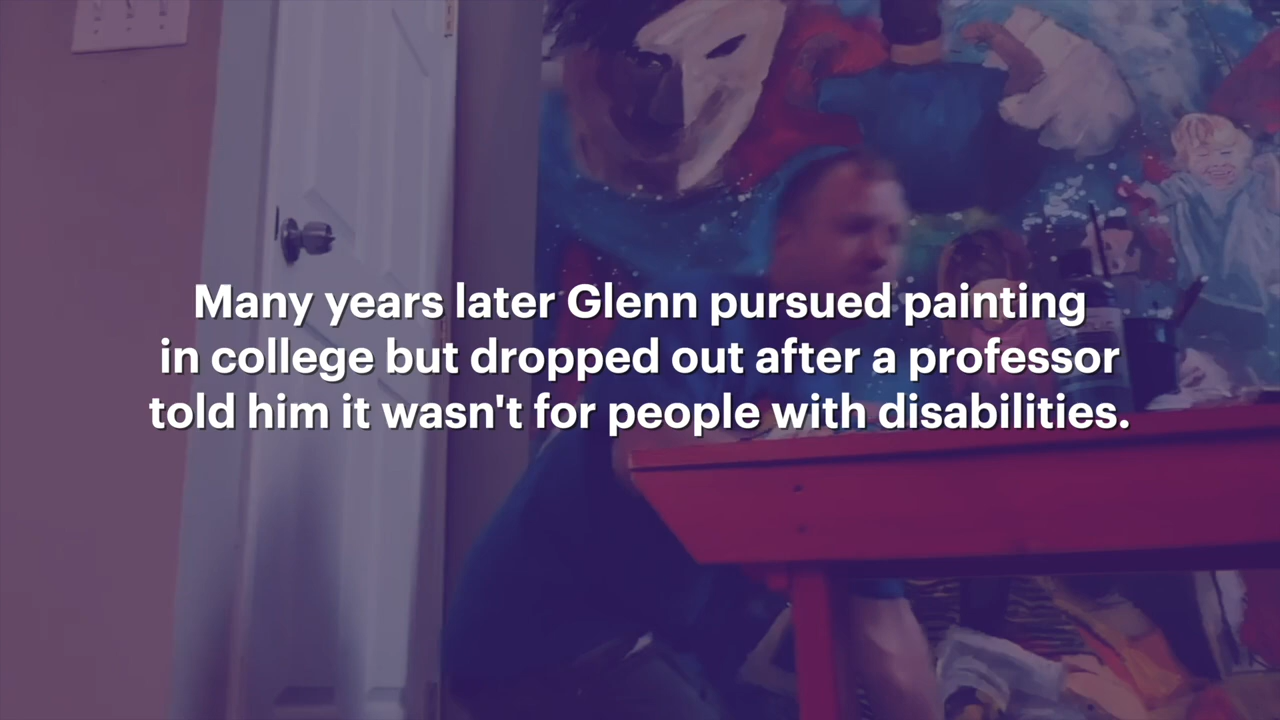 Many years later Glenn pursued painting
in college but dropped out after a professor
told him it wasn't for people with disabilities.